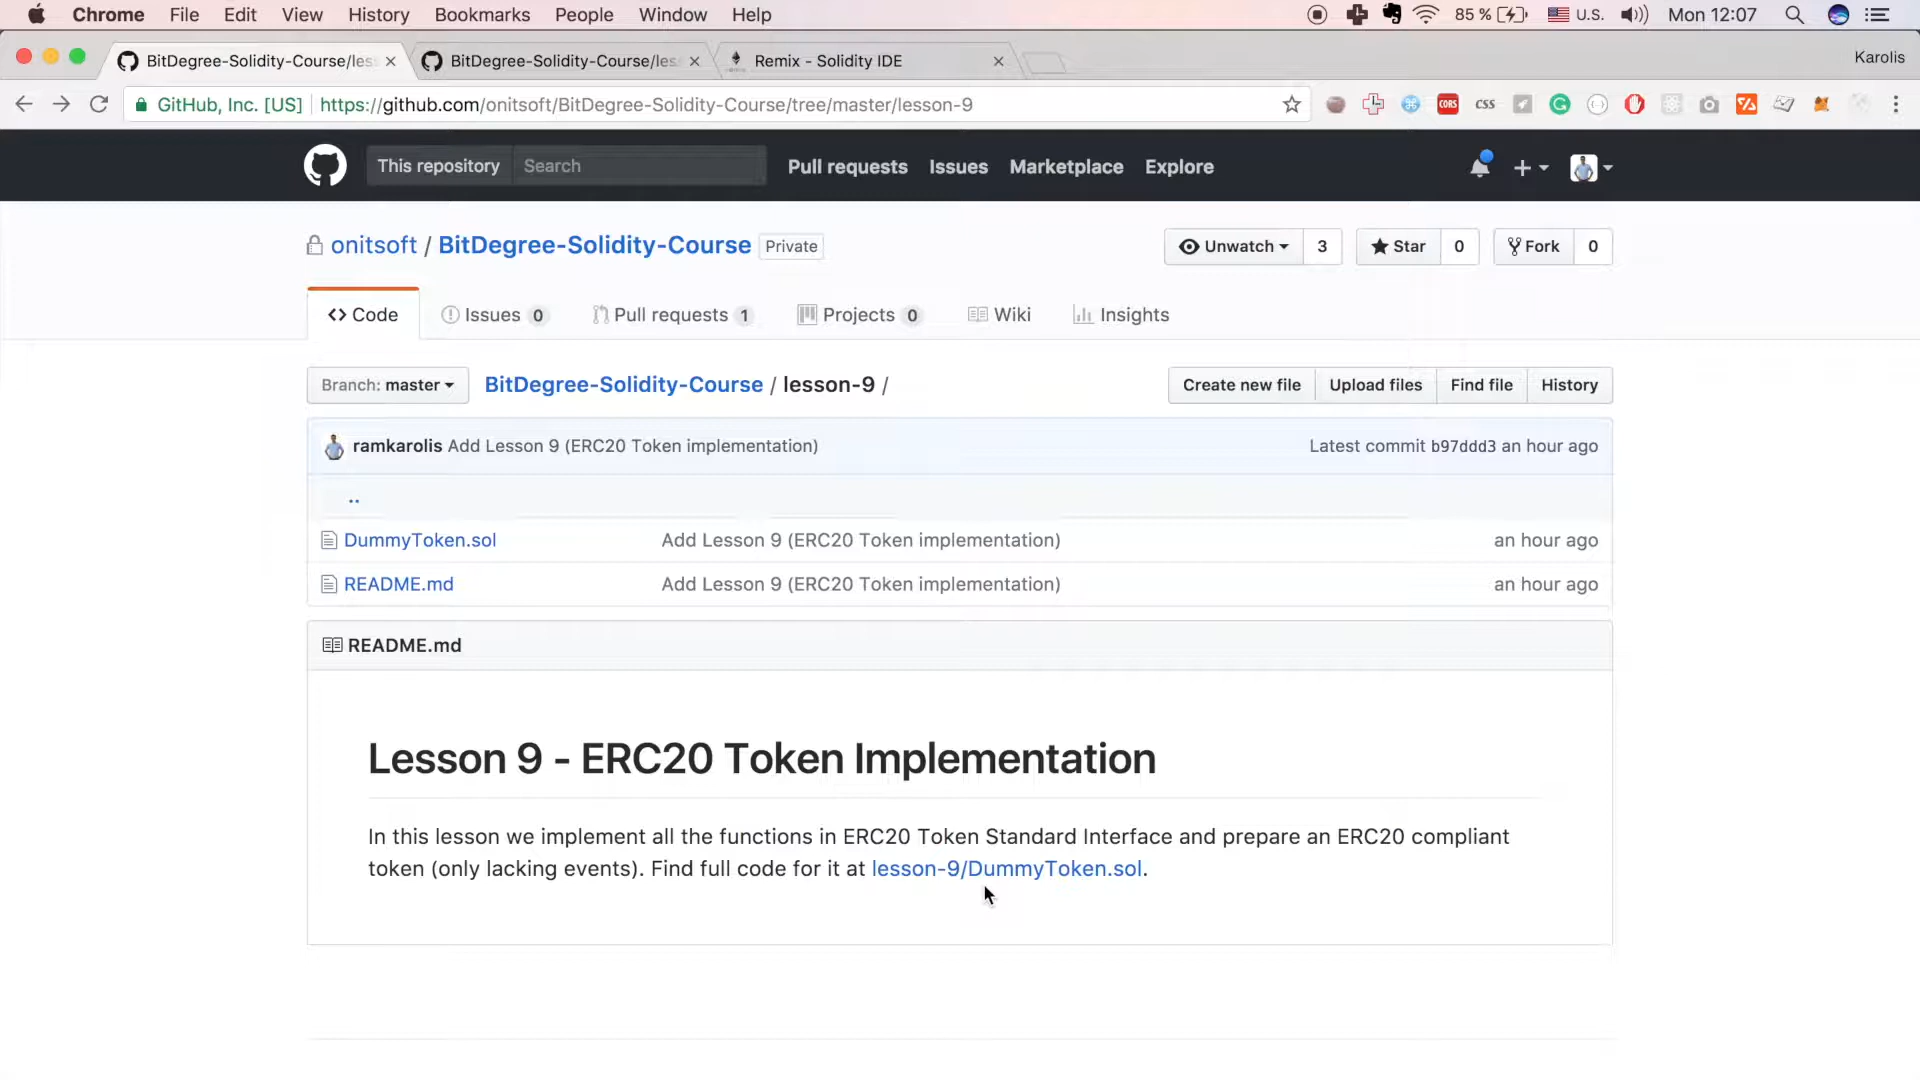 Chrome File Edit View History Bookmarks People Window Help 85 % U.S. Mon 12:07
BitDegree-Solidity-Course/les BitDegree-Solidity-Course/les Remix - Solidity IDE Karolis
GitHub, Inc. [US] https://github.com/onitsoft/BitDegree-Solidity-Course/tree/master/lesson-9 CORS CSS
This repository Search Pull requests Issues Marketplace Explore
onitsoft / BitDegree-Solidity-Course Private Unwatch 3 Star 0 Fork 0
Code Issues 0 Pull requests 1 Projects 0 Wiki Insights
Branch: master BitDegree-Solidity-Course / lesson-9 / Create new file Upload files Find file History
ramkarolis Add Lesson 9 (ERC20 Token implementation) Latest commit b97ddd3 an hour ago
..
DummyToken.sol Add Lesson 9 (ERC20 Token implementation) an hour ago
README.md Add Lesson 9 (ERC20 Token implementation) an hour ago
README.md
Lesson 9 - ERC20 Token Implementation
In this lesson we implement all the functions in ERC20 Token Standard Interface and prepare an ERC20 compliant
token (only lacking events). Find full code for it at lesson-9/DummyToken.sol.